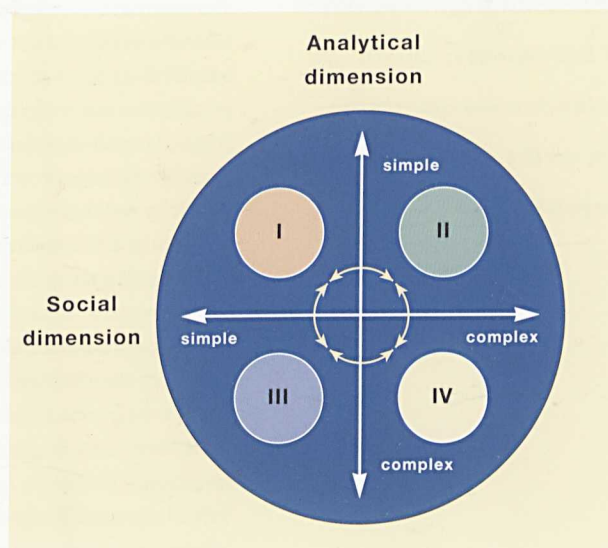 Analytical
dimension
simple
I
II
Social
dimension
simple
complex
III
IV
complex